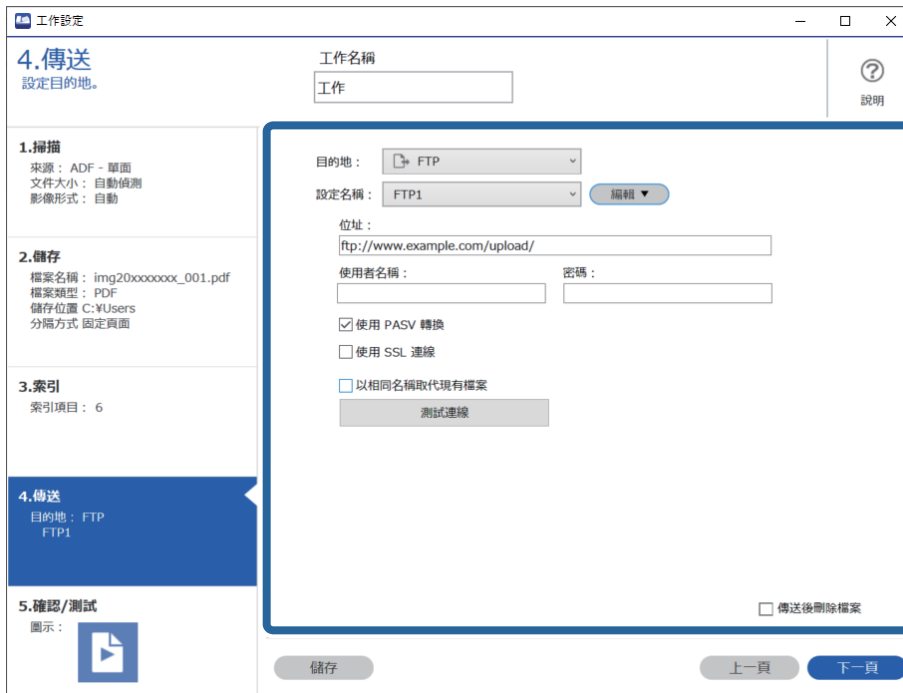 工作設定
4.傳送
設定目的地。
工作名稱
工作
說明
1.掃描
來源： ADF - 單面
文件大小： 自動偵測
影像形式： 自動
2.儲存
檔案名稱： img20xxxxxxx_001.pdf
檔案類型： PDF
儲存位置 C:¥Users
分隔方式 固定頁面
3.索引
索引項目： 6
4.傳送
目的地： FTP
FTP1
5.確認/測試
圖示：
目的地： FTP
設定名稱： FTP1 編輯 ▼
位址：
ftp://www.example.com/upload/
使用者名稱： 密碼：
使用 PASV 轉換
使用 SSL 連線
以相同名稱取代現有檔案
測試連線
傳送後刪除檔案
儲存 上一頁 下一頁